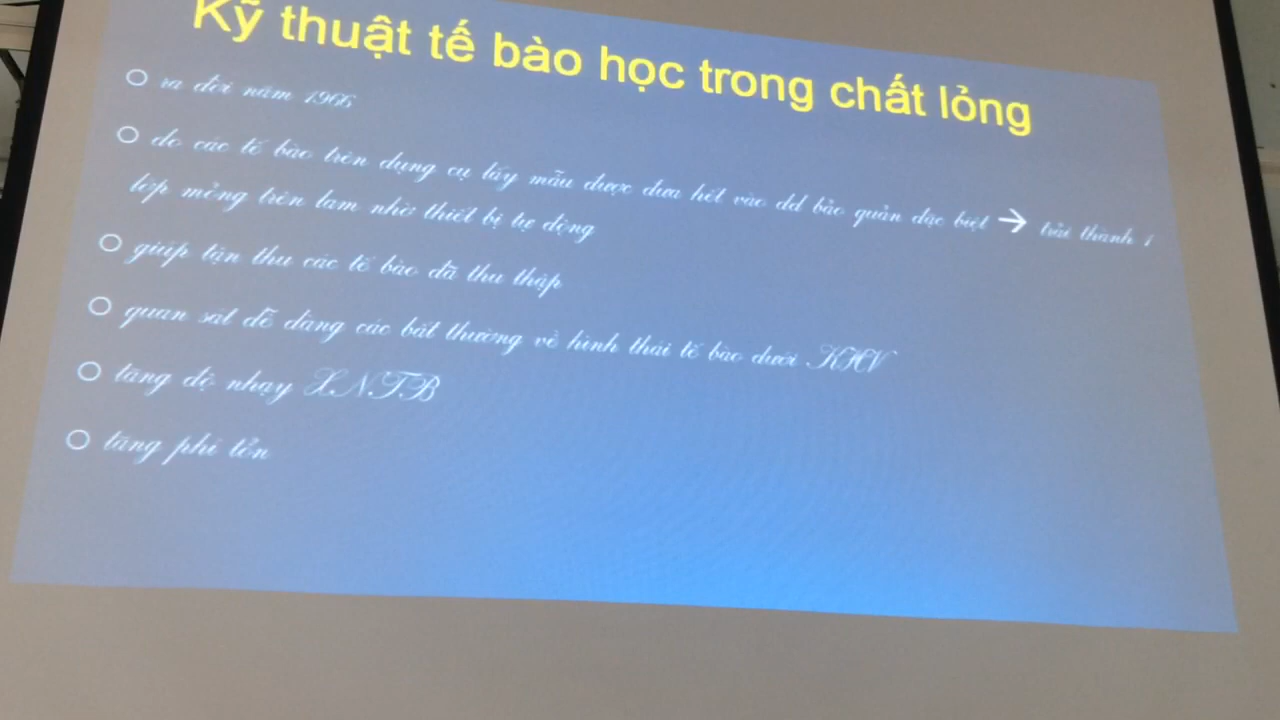 Kỹ thuật tế bào học trong chất lỏng
ra đời năm 1966
do các tế bào trên dụng cụ lấy mẫu được đưa hết vào dd bảo quản đặc biệt → trải thành 1
lớp mỏng trên lam nhờ thiết bị tự động
giúp tận thu các tế bào đã thu thập
quan sát dễ dàng các bất thường về hình thái tế bào dưới KHV
tăng độ nhạy XNTB
tăng phí tổn